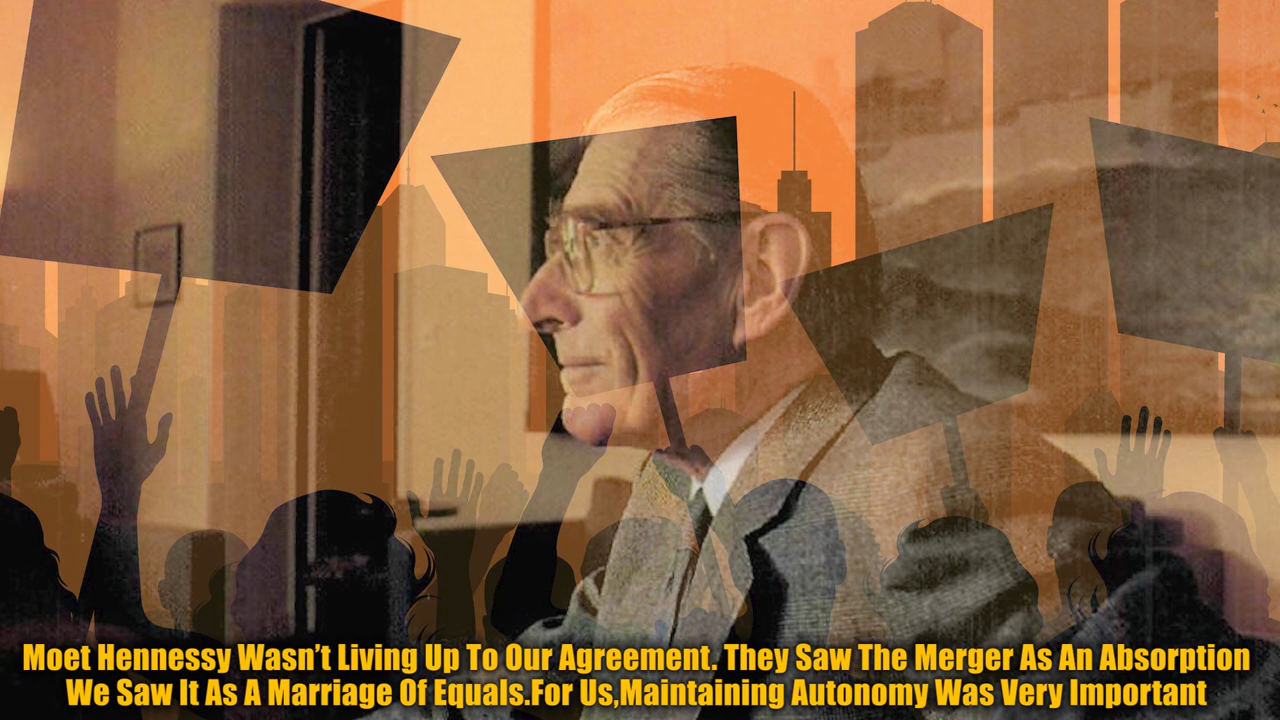 Moet Hennessy Wasn’t Living Up To Our Agreement. They Saw The Merger As An Absorption
We Saw It As A Marriage Of Equals.For Us,Maintaining Autonomy Was Very Important